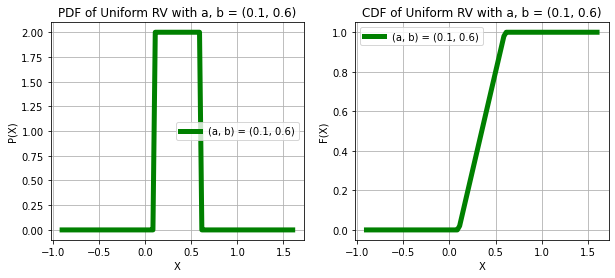 PDF of Uniform RV with a, b = (0.1, 0.6)
2.00
1.75
1.50
1.25
1.00
0.75
0.50
0.25
0.00
P(X)
(a, b) = (0.1, 0.6)
−1.0 −0.5 0.0 0.5 1.0 1.5
X
CDF of Uniform RV with a, b = (0.1, 0.6)
(a, b) = (0.1, 0.6)
1.0
0.8
0.6
0.4
0.2
0.0
F(X)
−1.0 −0.5 0.0 0.5 1.0 1.5
X